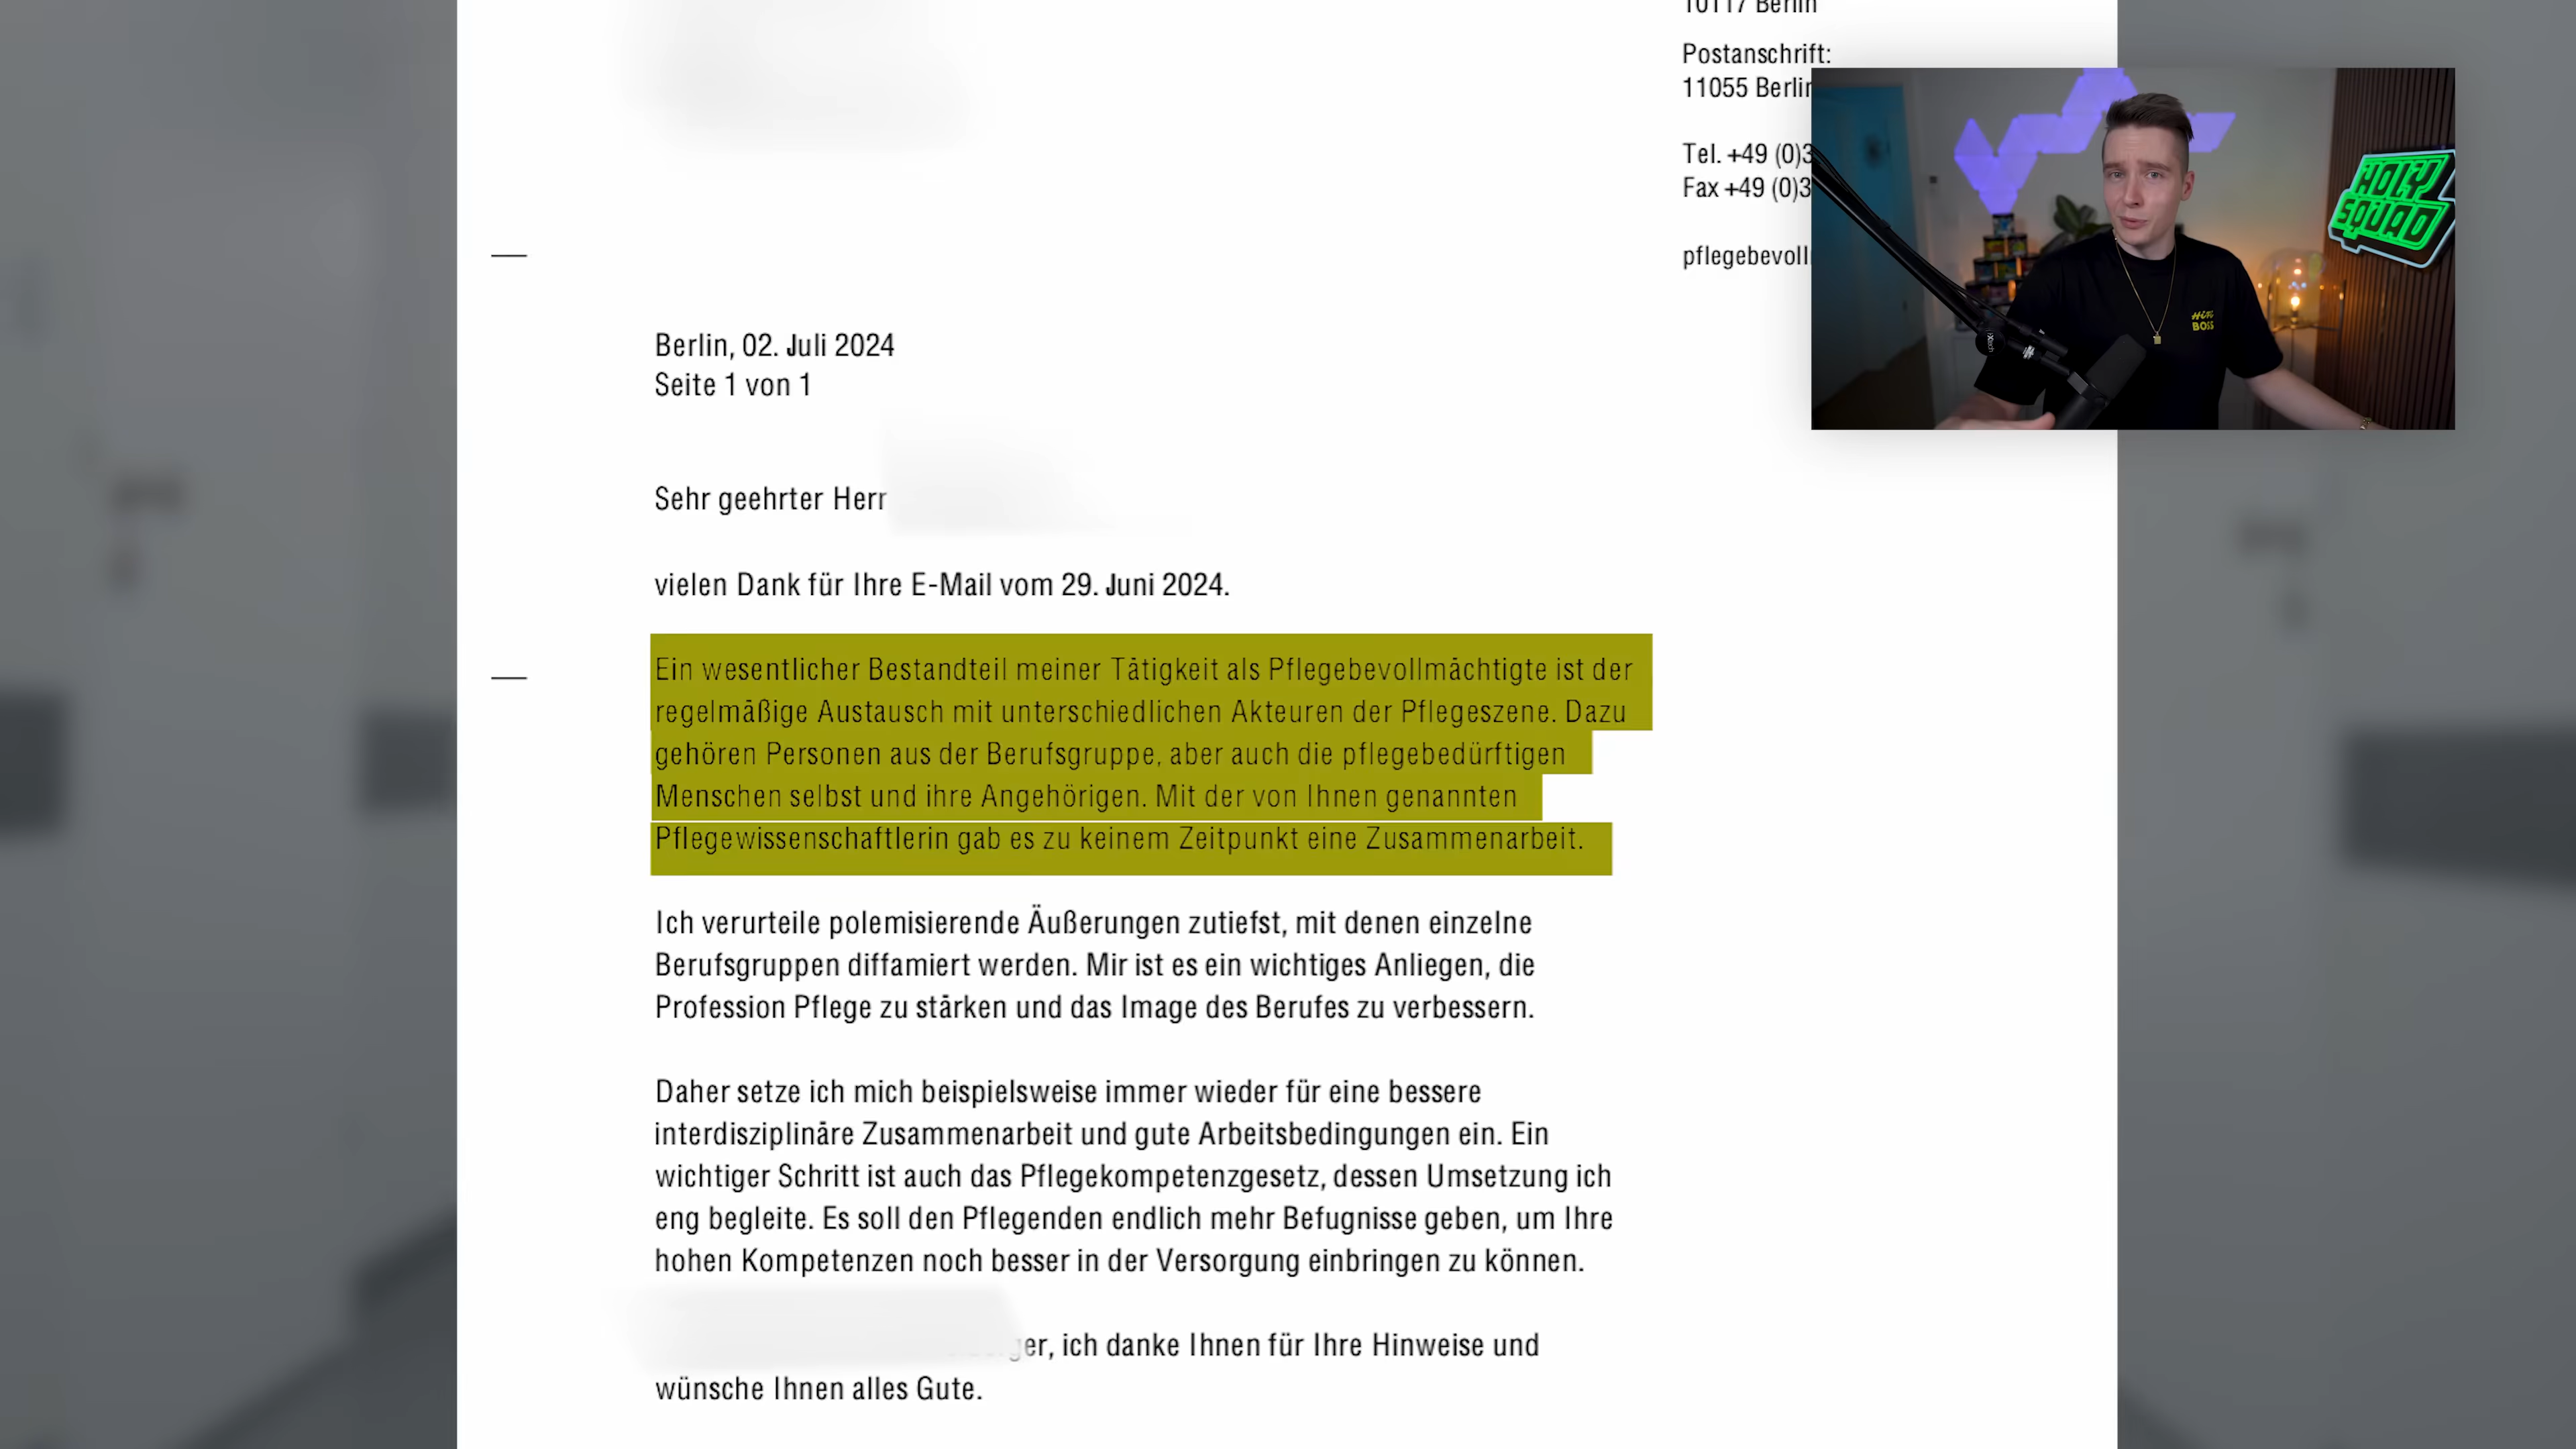 10117 Berlin
Postanschrift:
11055 Berlin
Tel. +49 (0)3
Fax +49 (0)3
pflegebevoll
HOLY
SQUAD
BOSS
Berlin, 02. Juli 2024
Seite 1 von 1
Sehr geehrter Herr
vielen Dank für Ihre E-Mail vom 29. Juni 2024.
Ein wesentlicher Bestandteil meiner Tätigkeit als Pflegebevollmächtigte ist der
regelmäßige Austausch mit unterschiedlichen Akteuren der Pflegeszene. Dazu
gehören Personen aus der Berufsgruppe, aber auch die pflegebedürftigen
Menschen selbst und ihre Angehörigen. Mit der von Ihnen genannten
Pflegewissenschaftlerin gab es zu keinem Zeitpunkt eine Zusammenarbeit.
Ich verurteile polemisierende Äußerungen zutiefst, mit denen einzelne
Berufsgruppen diffamiert werden. Mir ist es ein wichtiges Anliegen, die
Profession Pflege zu stärken und das Image des Berufes zu verbessern.
Daher setze ich mich beispielsweise immer wieder für eine bessere
interdisziplinäre Zusammenarbeit und gute Arbeitsbedingungen ein. Ein
wichtiger Schritt ist auch das Pflegekompetenzgesetz, dessen Umsetzung ich
eng begleite. Es soll den Pflegenden endlich mehr Befugnisse geben, um Ihre
hohen Kompetenzen noch besser in der Versorgung einbringen zu können.
ger, ich danke Ihnen für Ihre Hinweise und
wünsche Ihnen alles Gute.